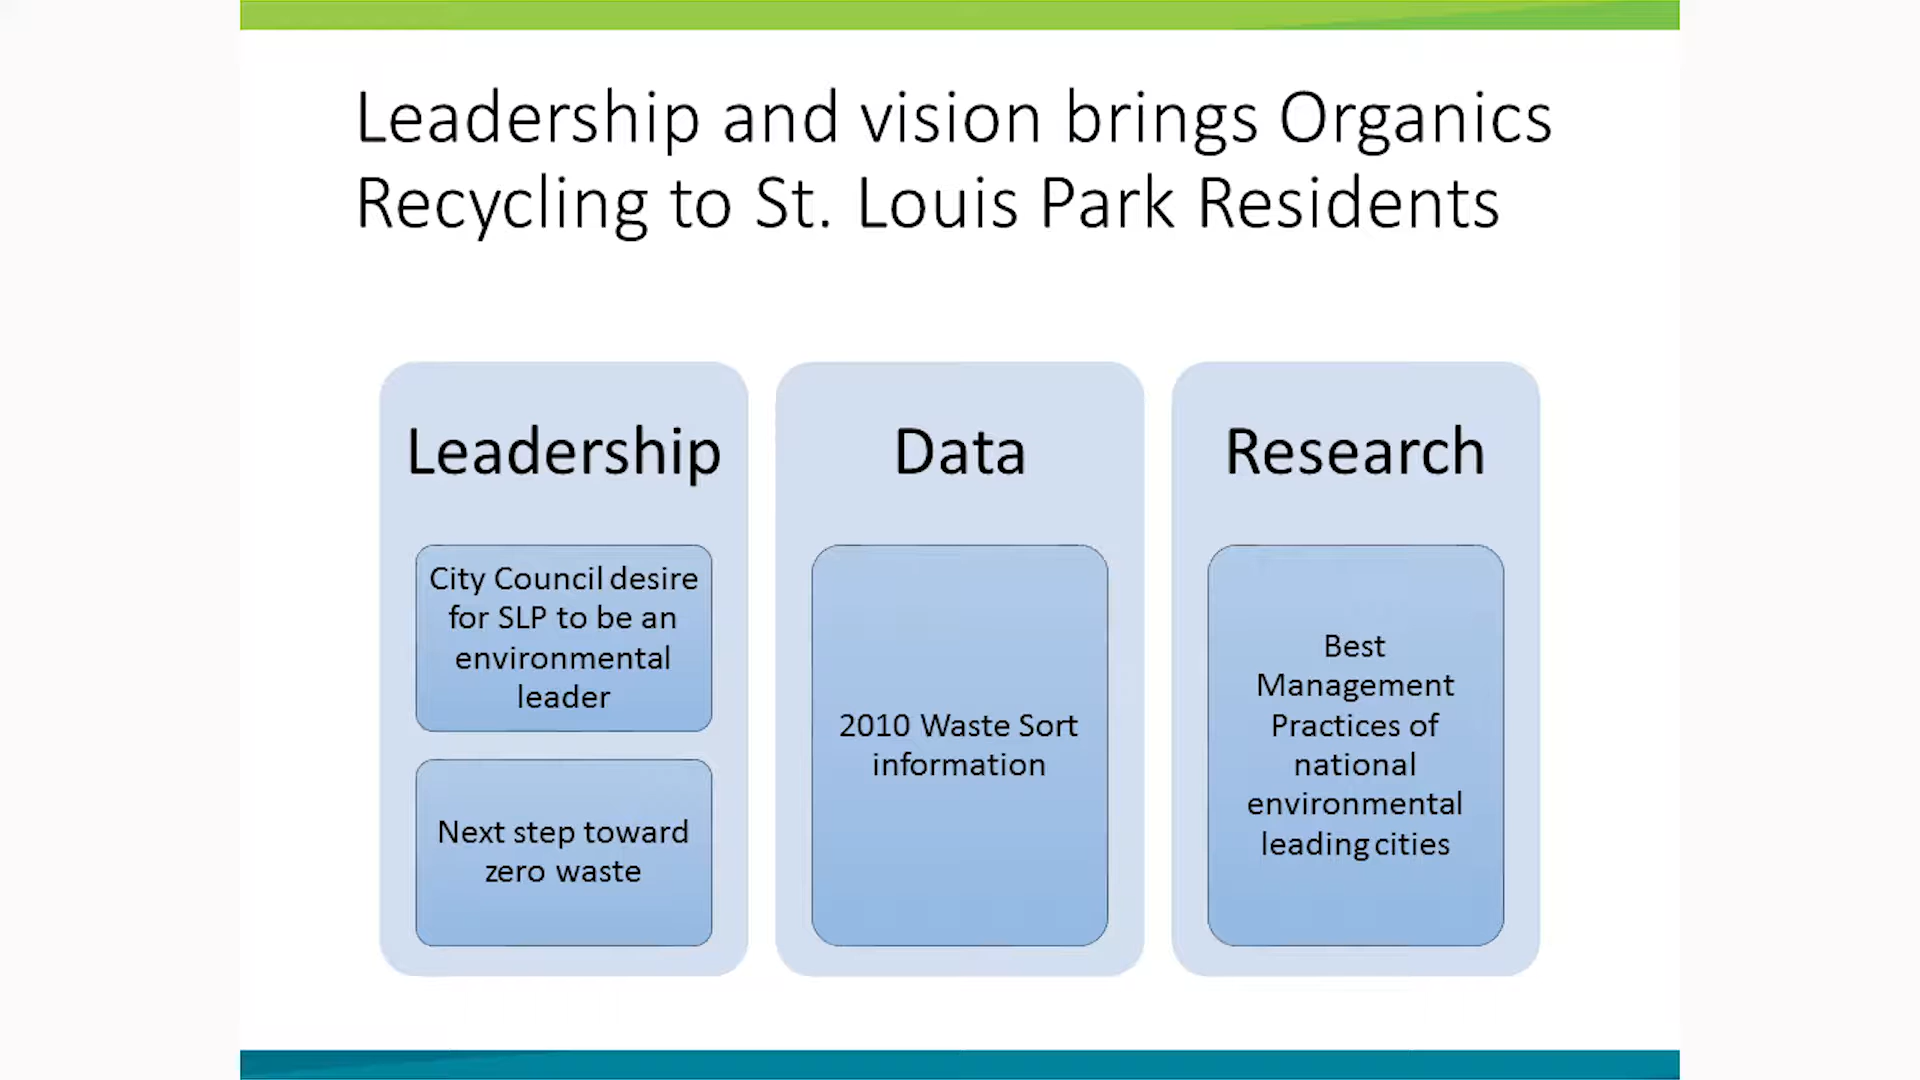 Leadership and vision brings Organics
Recycling to St. Louis Park Residents
Leadership
City Council desire
for SLP to be an
environmental
leader
Next step toward
zero waste
Data
2010 Waste Sort
information
Research
Best
Management
Practices of
national
environmental
leading cities